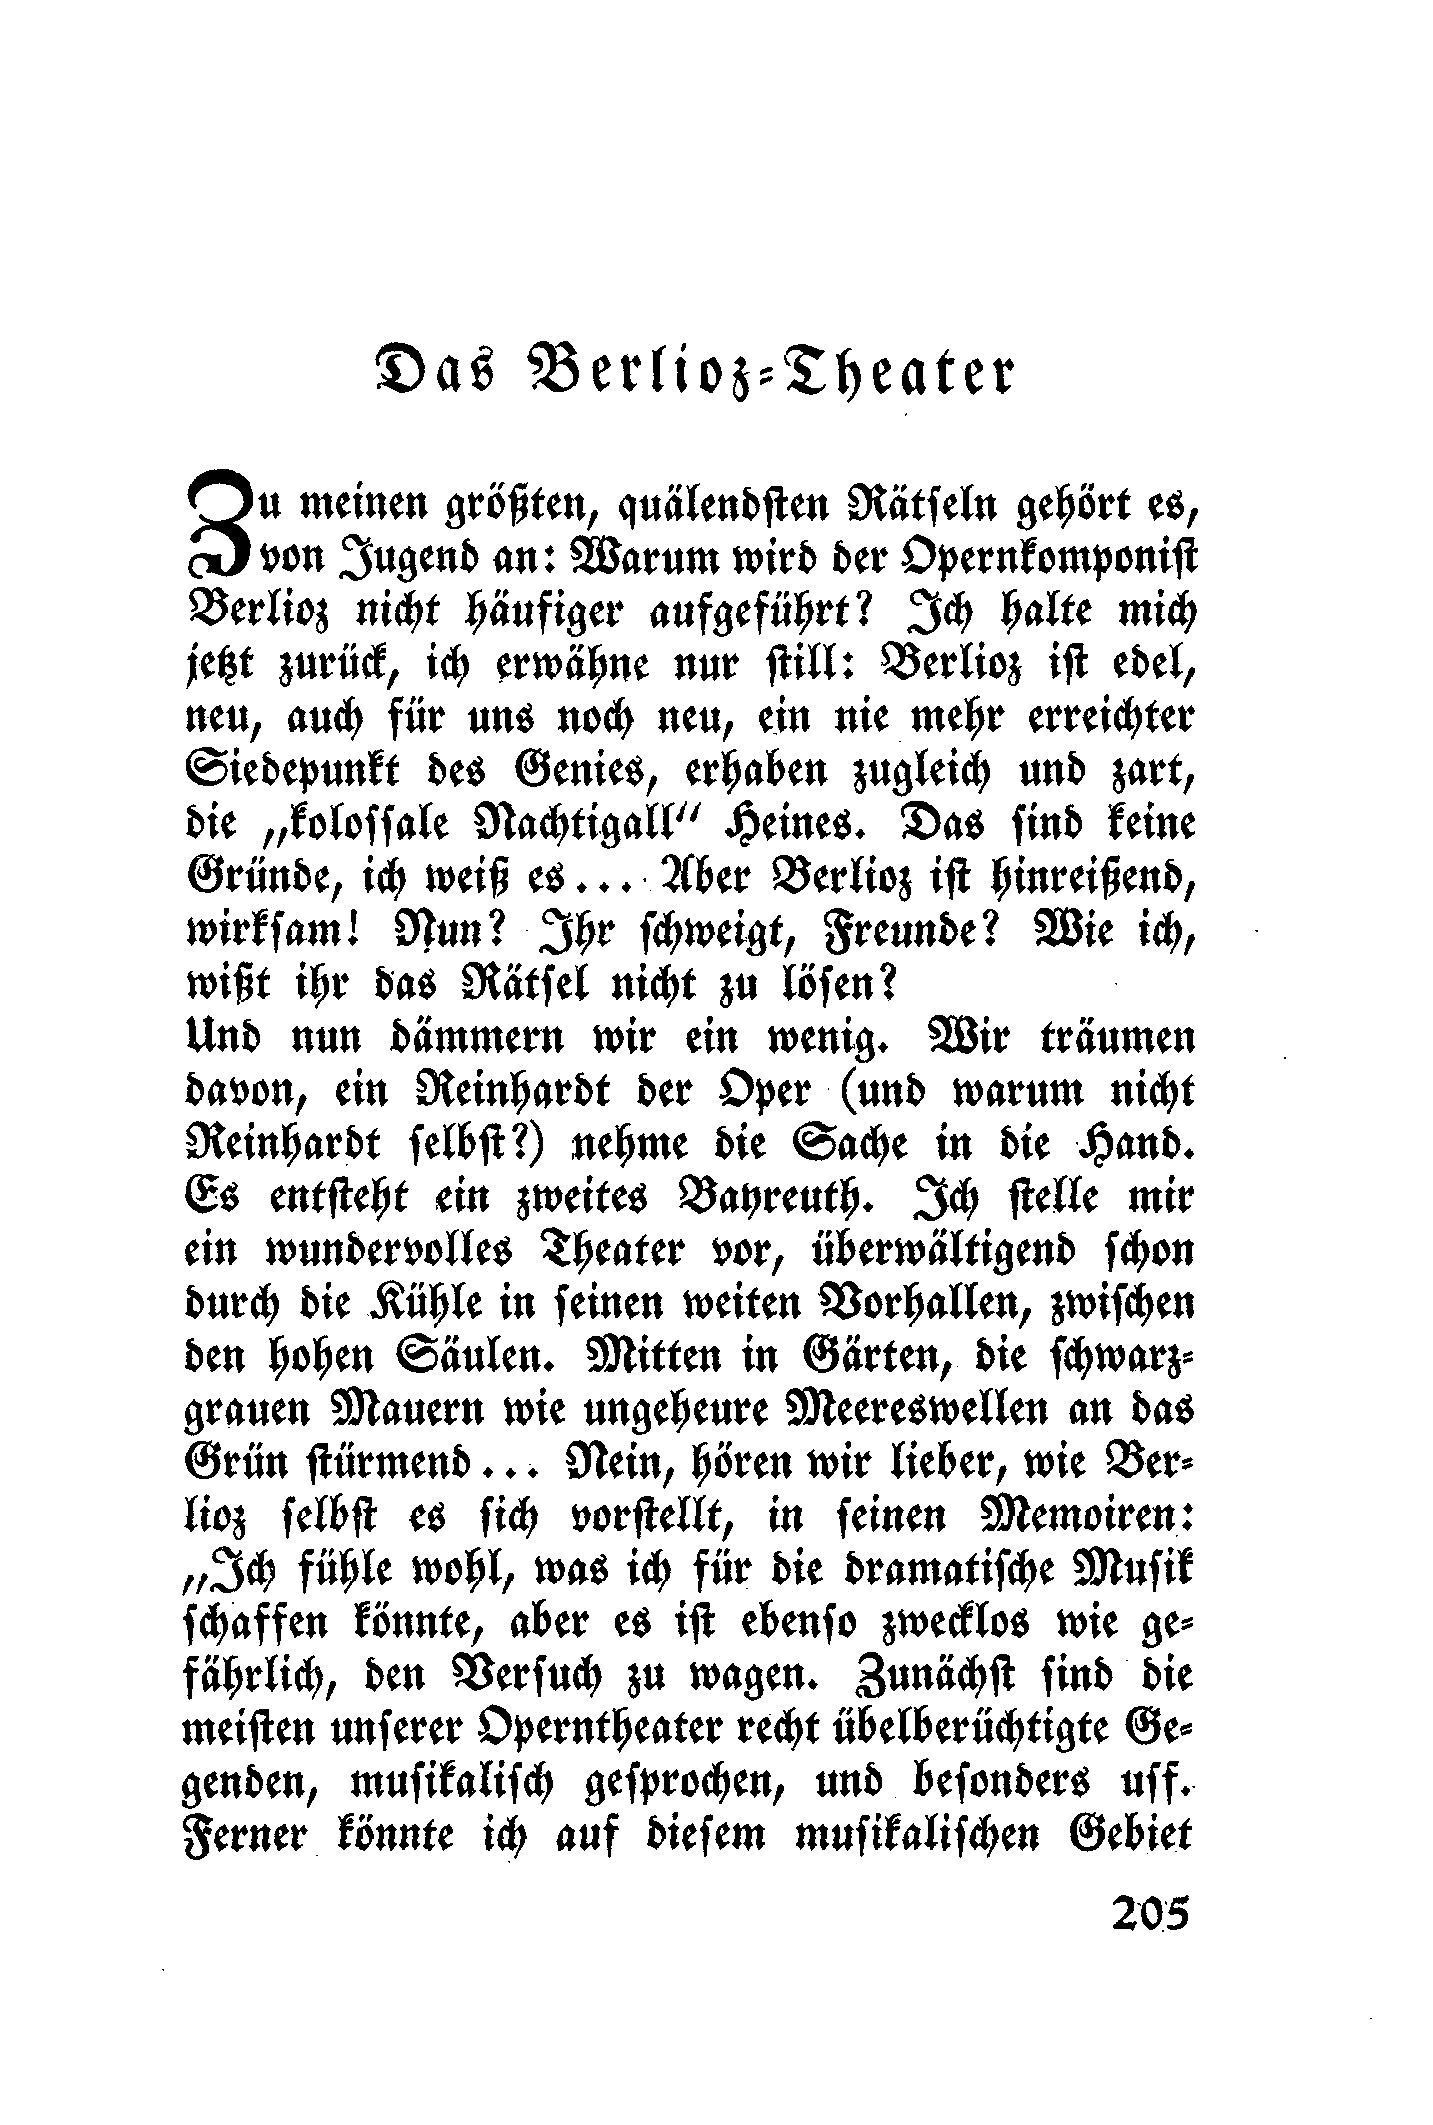 Das Berlioz-Theater
Zu meinen größten, quälendsten Rätseln gehört es,
von Jugend an: Warum wird der Opernkomponist
Berlioz nicht häufiger aufgeführt? Ich halte mich
jetzt zurück, ich erwähne nur still: Berlioz ist edel,
neu, auch für uns noch neu, ein nie mehr erreichter
Siedepunkt des Genies, erhaben zugleich und zart,
die „kolossale Nachtigall“ Heines. Das sind keine
Gründe, ich weiß es... Aber Berlioz ist hinreißend,
wirksam! Nun? Ihr schweigt, Freunde? Wie ich,
wißt ihr das Rätsel nicht zu lösen?
Und nun dämmern wir ein wenig. Wir träumen
davon, ein Reinhardt der Oper (und warum nicht
Reinhardt selbst?) nehme die Sache in die Hand.
Es entsteht ein zweites Bayreuth. Ich stelle mir
ein wundervolles Theater vor, überwältigend schon
durch die Kühle in seinen weiten Vorhallen, zwischen
den hohen Säulen. Mitten in Gärten, die schwarz-
grauen Mauern wie ungeheure Meereswellen an das
Grün stürmend... Nein, hören wir lieber, wie Ber-
lioz selbst es sich vorstellt, in seinen Memoiren:
„Ich fühle wohl, was ich für die dramatische Musik
schaffen könnte, aber es ist ebenso zwecklos wie ge-
fährlich, den Versuch zu wagen. Zunächst sind die
meisten unserer Operntheater recht übelberüchtigte Ge-
genden, musikalisch gesprochen, und besonders uff.
Ferner könnte ich auf diesem musikalischen Gebiet
205